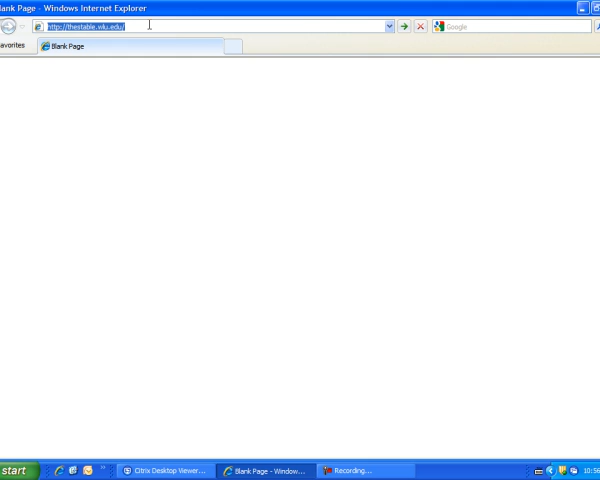 lank Page - Windows Internet Explorer
http://thestable.wlu.edu/
Google
avorites
Blank Page
start
Citrix Desktop Viewer...
Blank Page - Window...
Recording...
10:56